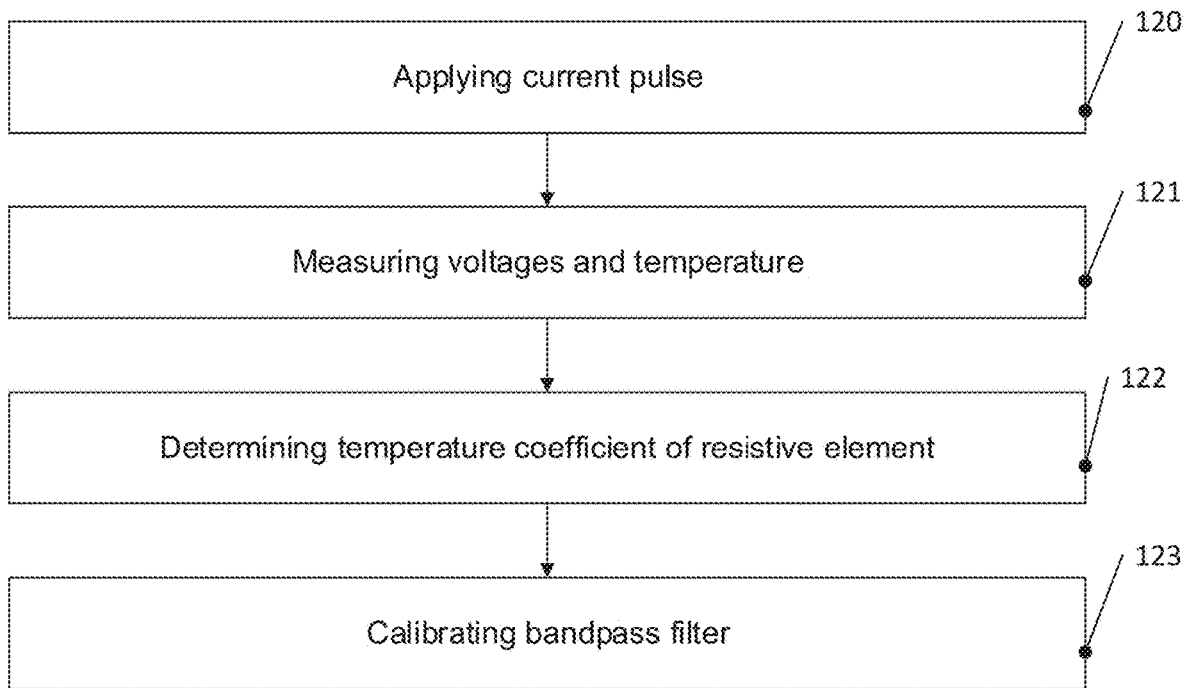 120
Applying current pulse
121
Measuring voltages and temperature
122
Determining temperature coefficient of resistive element
123
Calibrating bandpass filter